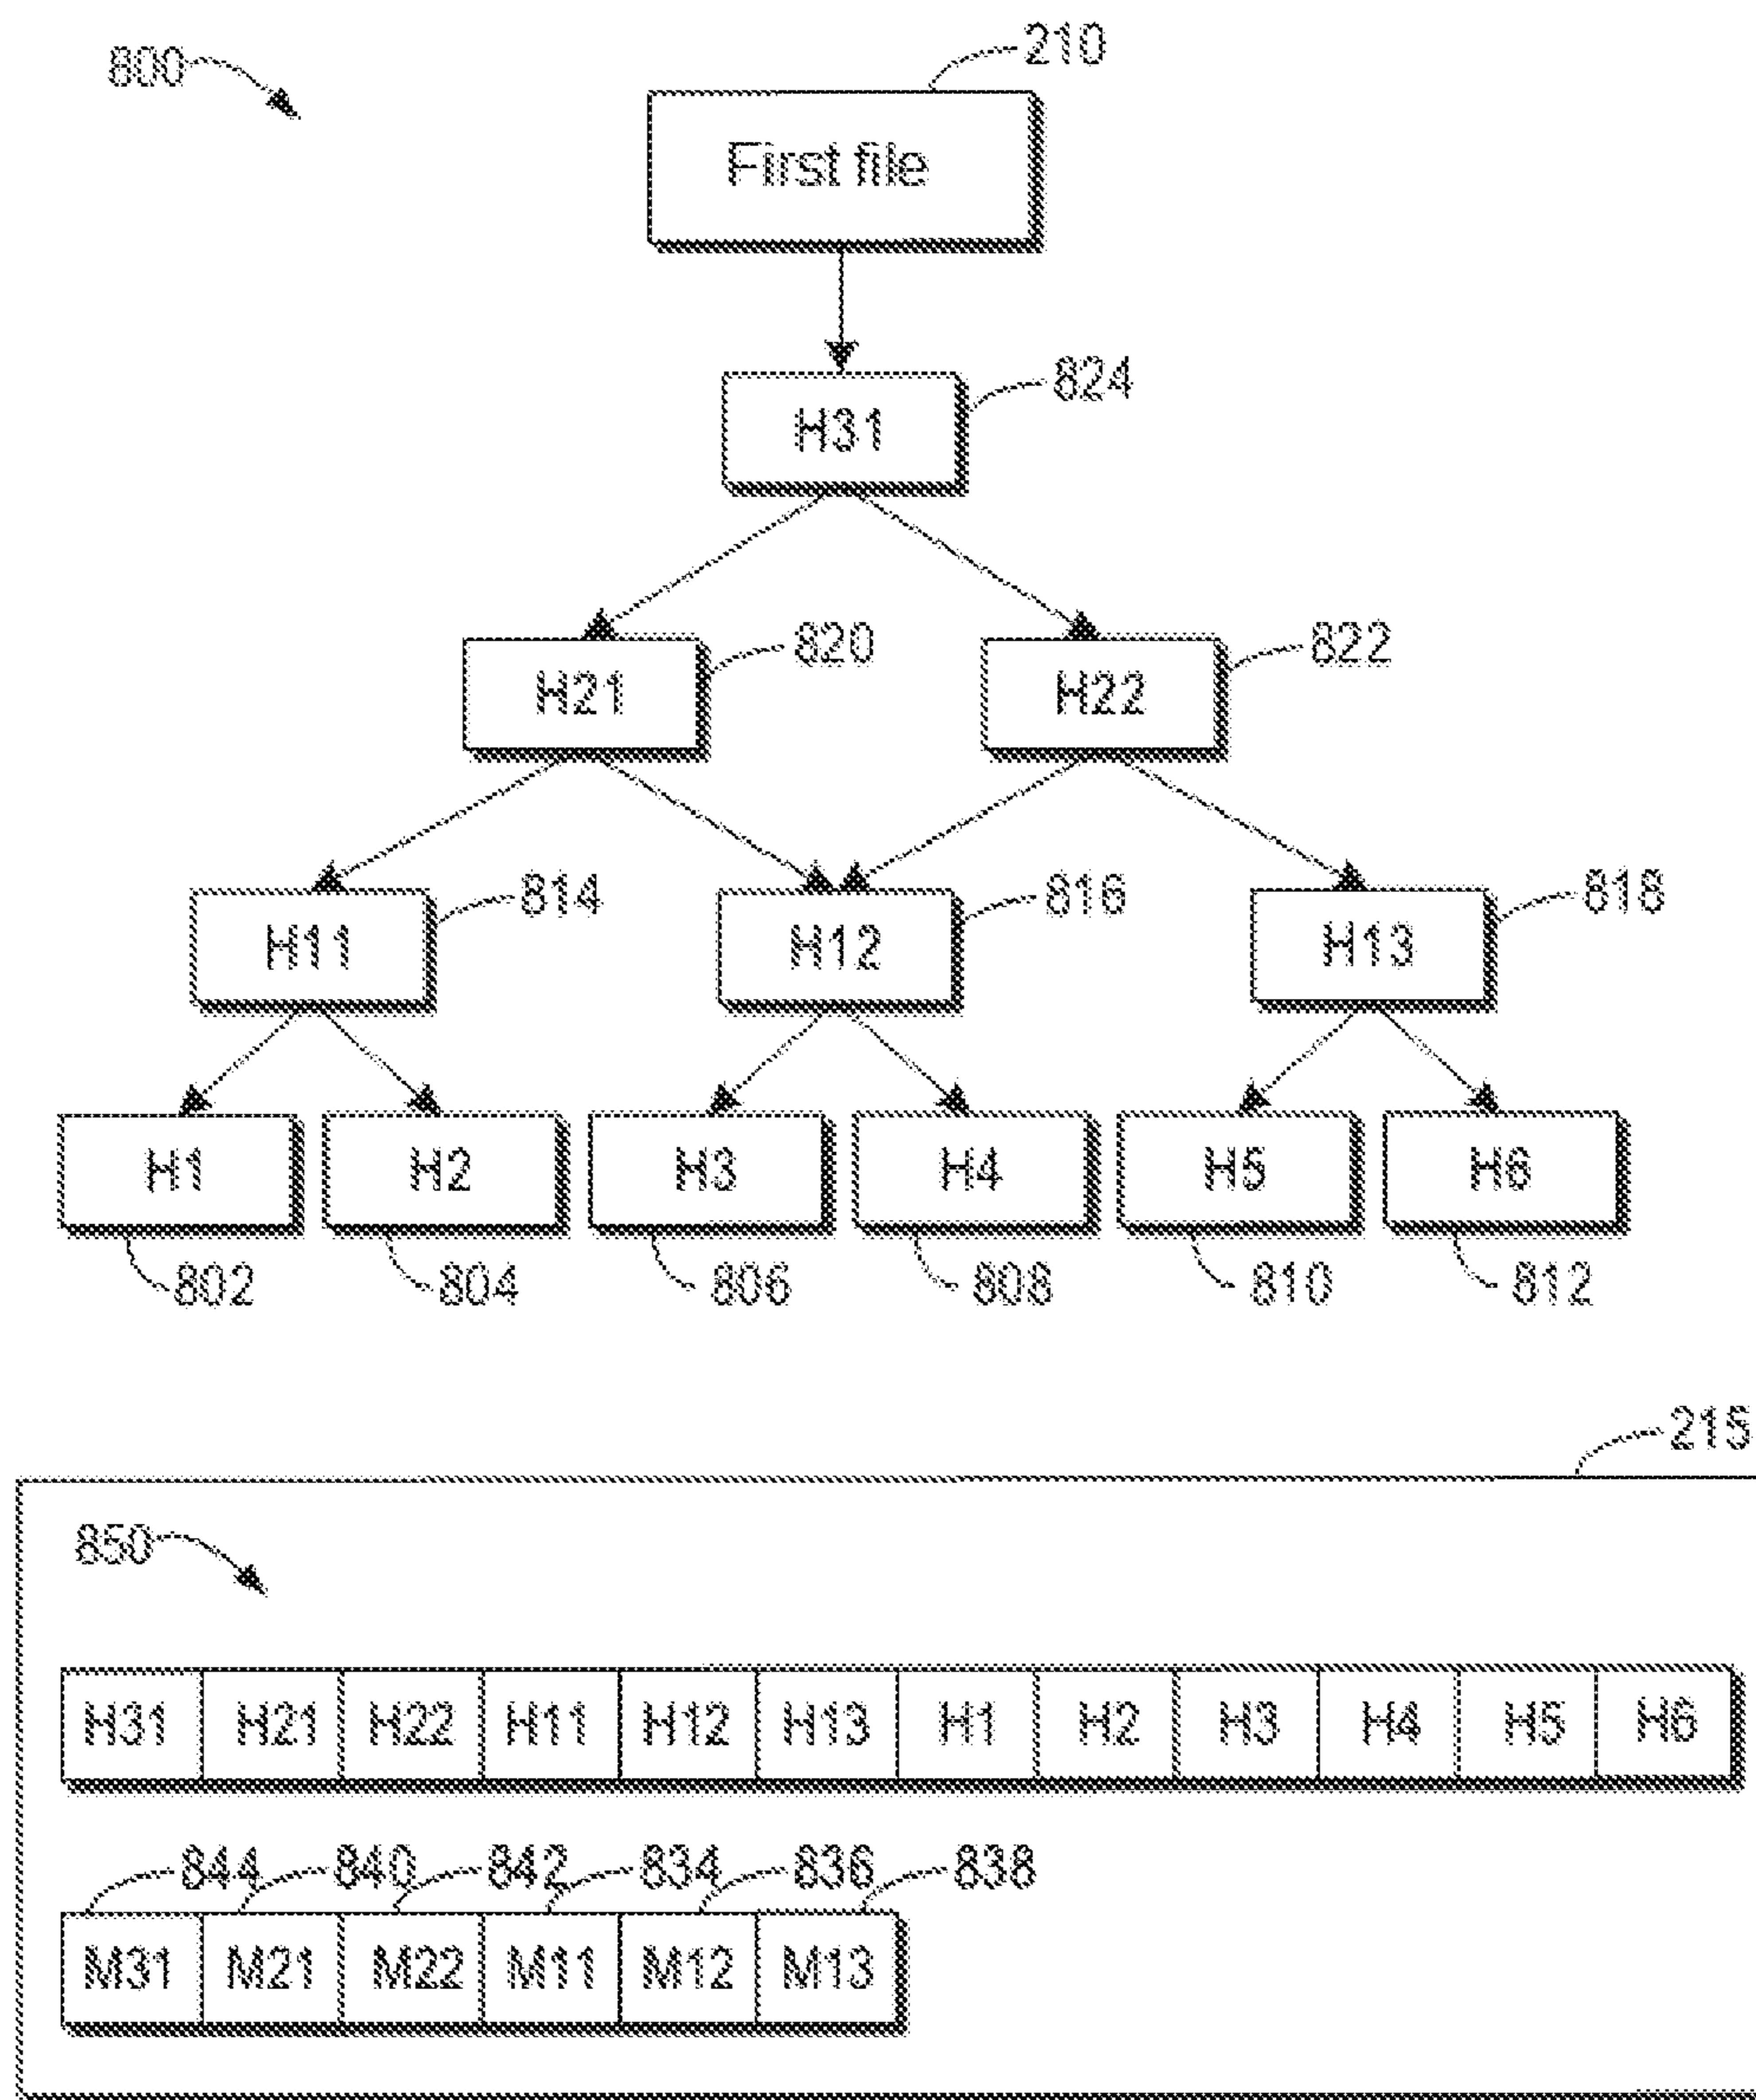 800
210
First file
824
H31
820
822
H21
H22
814
816
818
H11
H12
H13
H1 H2 H3 H4 H5 H6
802 804 806 808 810 812
215
850
H31 H21 H22 H11 H12 H13 H1 H2 H3 H4 H5 H6
844 840 842 834 836 838
M31 M21 M22 M11 M12 M13